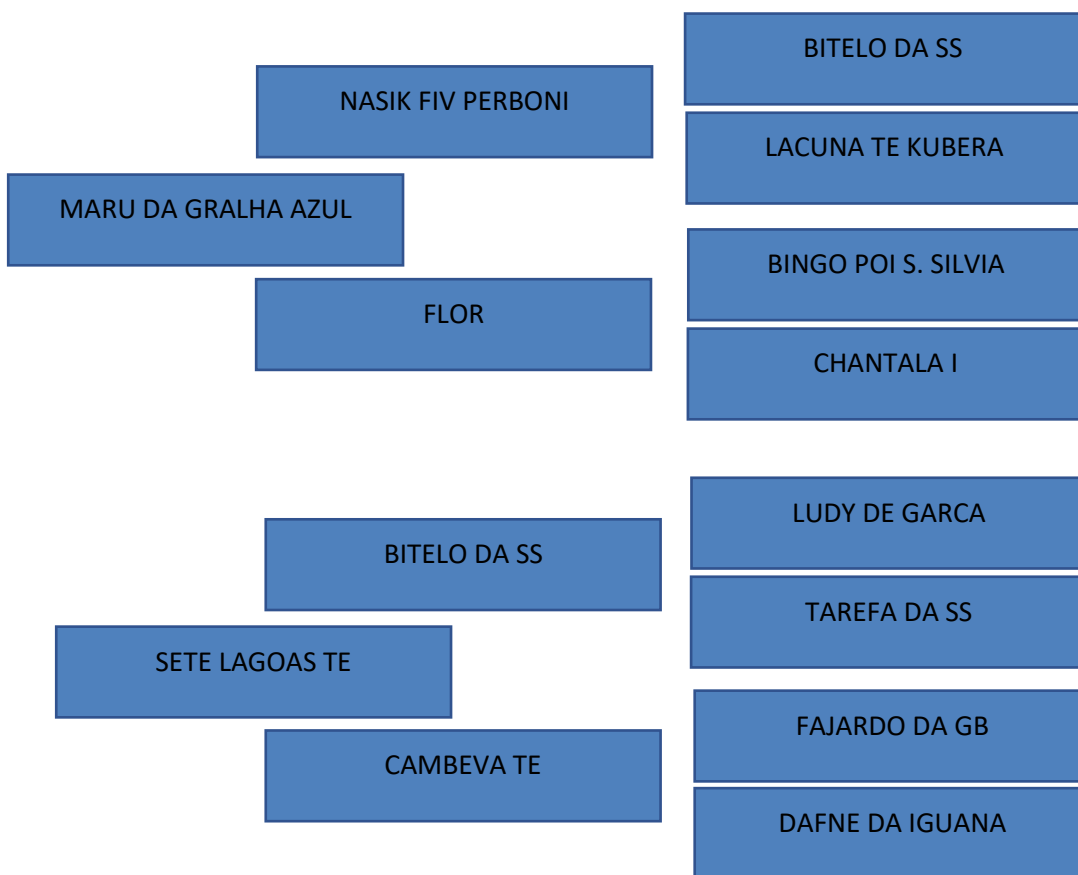 BITELO DA SS
NASIK FIV PERBONI
LACUNA TE KUBERA
MARU DA GRALHA AZUL
BINGO POI S. SILVIA
FLOR
CHANTALA I
LUDY DE GARCA
BITELO DA SS
TAREFA DA SS
SETE LAGOAS TE
FAJARDO DA GB
CAMBEVA TE
DAFNE DA IGUANA